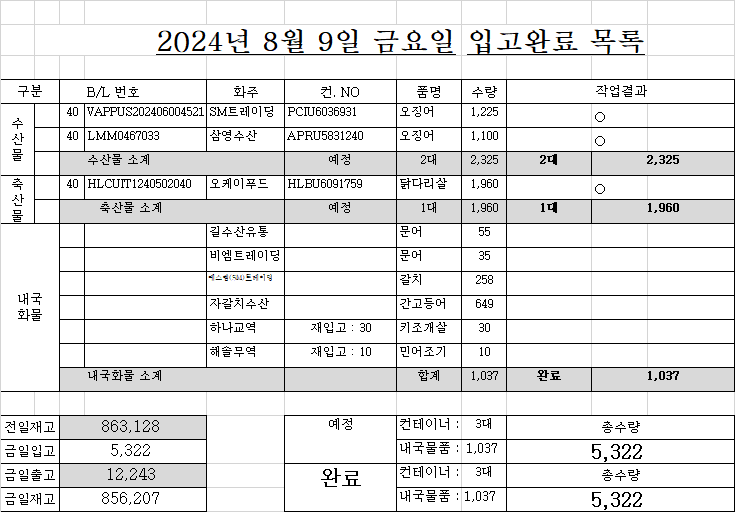 2024년 8월 9일 금요일 입고완료 목록
구분 B/L 번호 화주 컨. NO 품명 수량 작업결과
수산물 40 VAPPUS202406004521 SM트레이딩 PCIU6036931 오징어 1,225 ○
40 LMM0467033 삼영수산 APRU5831240 오징어 1,100 ○
수산물 소계 예정 2대 2,325 2대 2,325
축산물 40 HLCUIT1240502040 오케이푸드 HLBU6091759 닭다리살 1,960 ○
축산물 소계 예정 1대 1,960 1대 1,960
내국화물 길수산유통 문어 55
비엠트레이딩 문어 35
에스엠(SM)트레이딩 갈치 258
자갈치수산 간고등어 649
하나교역 재입고 : 30 키조개살 30
해솔무역 재입고 : 10 민어조기 10
내국화물 소계 합계 1,037 완료 1,037
전일재고 863,128 예정 컨테이너 : 3대 총수량
금일입고 5,322 내국물품 : 1,037 5,322
금일출고 12,243 완료 컨테이너 : 3대 총수량
금일재고 856,207 내국물품 : 1,037 5,322